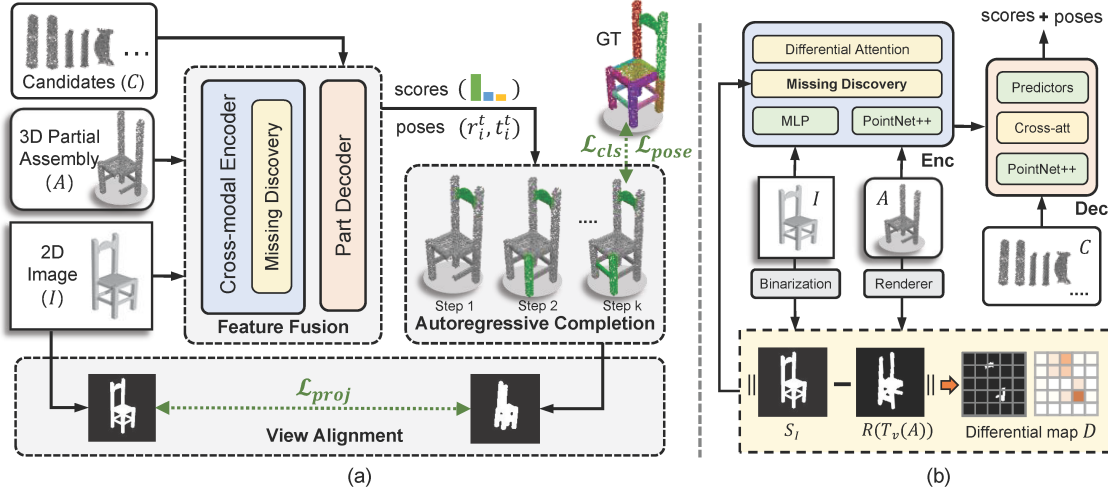 Candidates (C)
...
3D Partial
Assembly
(A)
2D
Image
(I)
Cross-modal Encoder
Missing Discovery
Part Decoder
Feature Fusion
scores ( )
poses (r_i^t, t_i^t)
GT
ℒ_cls ℒ_pose
....
Step 1 Step 2 Step k
Autoregressive Completion
ℒ_proj
View Alignment
(a)
scores + poses
Differential Attention
Missing Discovery
MLP PointNet++
Enc
Predictors
Cross-att
PointNet++
Dec
I
A
C
....
Binarization
Renderer
|| − ||
S_I
R(T_v(A))
Differential map D
(b)